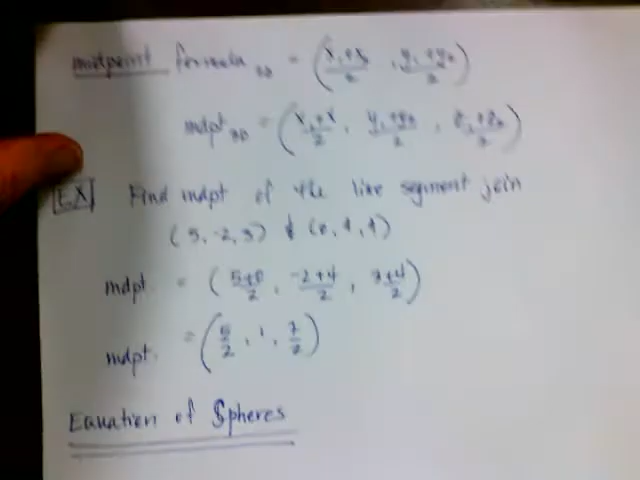 midpoint formula 2D = (x₁+x₂/2, y₁+y₂/2)
mdpt 3D = (x₁+x/2, y₁+y₂/2, z₁+z₂/2)
EX Find mdpt of the line segment join
(5,-2,3) & (0,4,4)
mdpt = (5+0/2, -2+4/2, 3+4/2)
mdpt. = (5/2, 1, 7/2)
Equation of Spheres